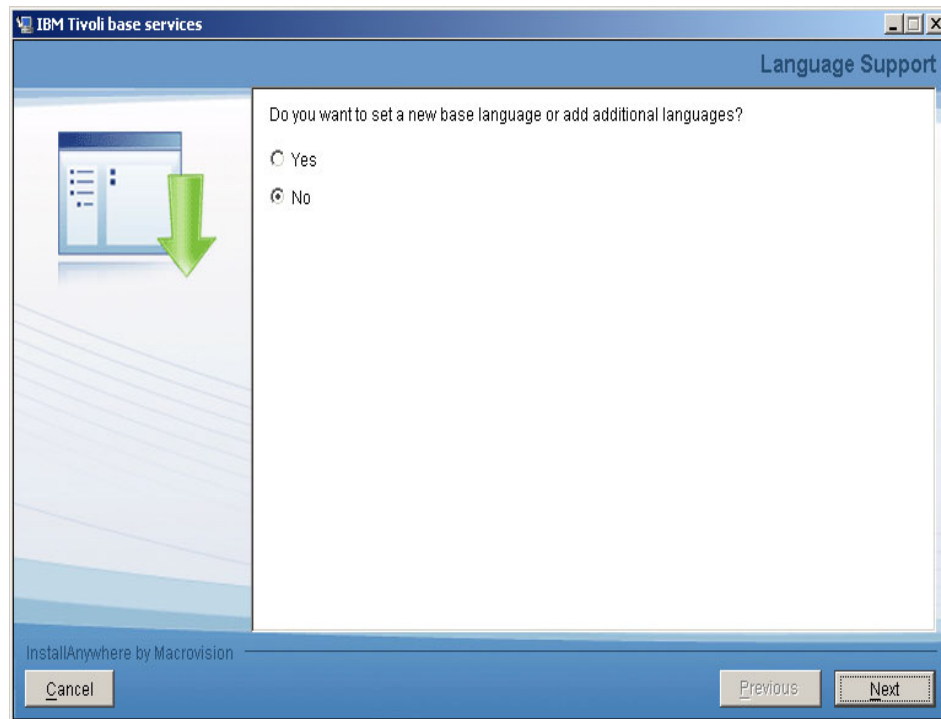 IBM Tivoli base services
Language Support
Do you want to set a new base language or add additional languages?
Yes
No
InstallAnywhere by Macrovision
Cancel
Previous
Next